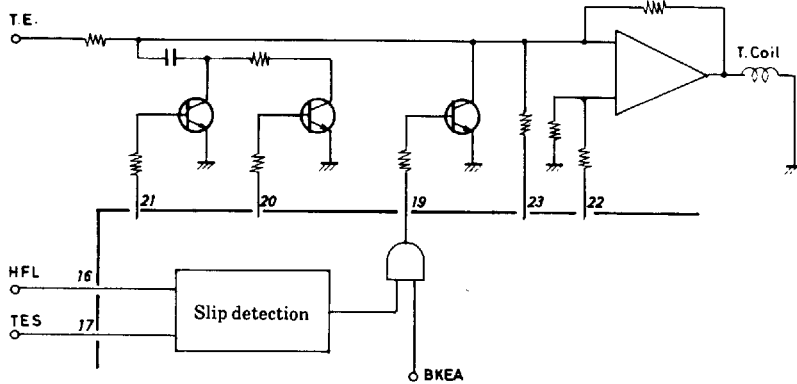 T.E.
T. Coil
21
20
19
23
22
HFL
16
Slip detection
TES
17
BKEA